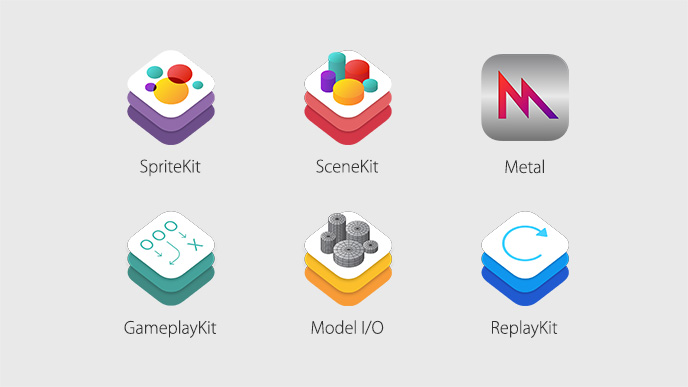 SpriteKit
SceneKit
Metal
GameplayKit
Model I/O
ReplayKit